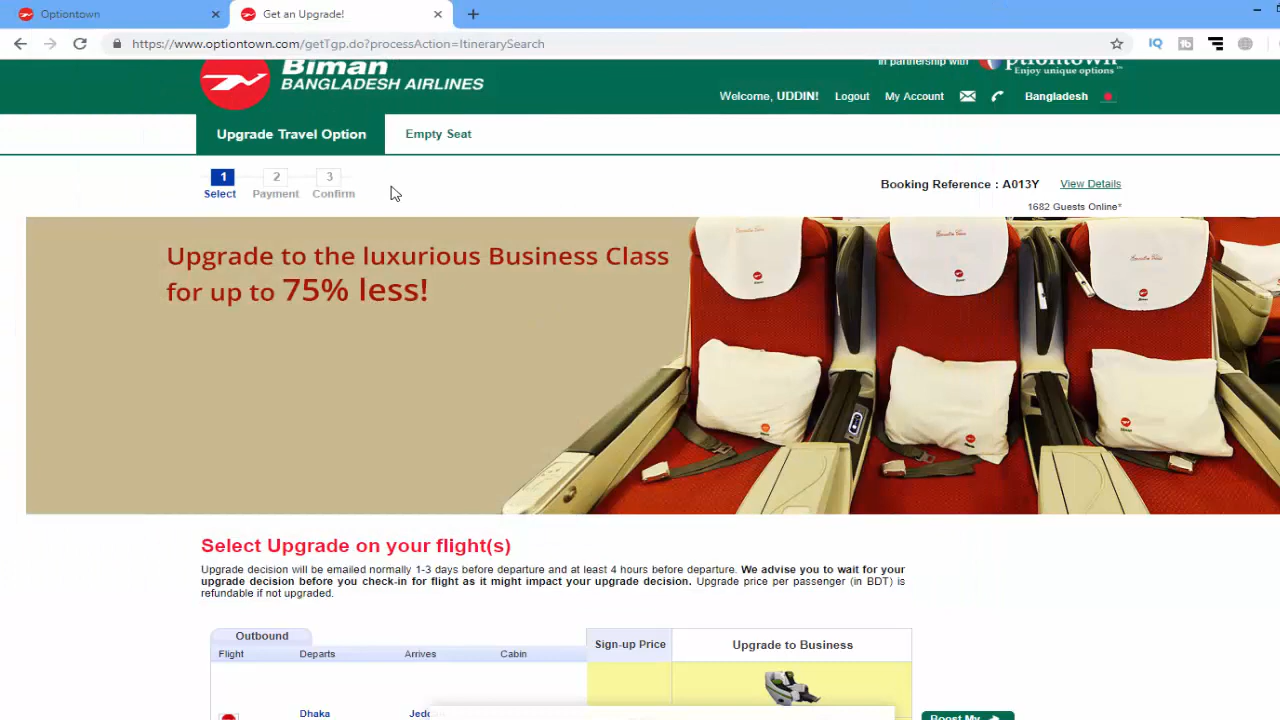 Optiontown
Get an Upgrade!
https://www.optiontown.com/getTgp.do?processAction=ItinerarySearch
IQ
Biman
BANGLADESH AIRLINES
in partnership with
Enjoy unique options™
Welcome, UDDIN! Logout My Account Bangladesh
Upgrade Travel Option Empty Seat
1 2 3
Select Payment Confirm
Booking Reference : A013Y View Details
1682 Guests Online*
Upgrade to the luxurious Business Class
for up to 75% less!
Select Upgrade on your flight(s)
Upgrade decision will be emailed normally 1-3 days before departure and at least 4 hours before departure. We advise you to wait for your
upgrade decision before you check-in for flight as it might impact your upgrade decision. Upgrade price per passenger (in BDT) is
refundable if not upgraded.
Outbound
Sign-up Price Upgrade to Business
Flight Departs Arrives Cabin
Dhaka
Boost My